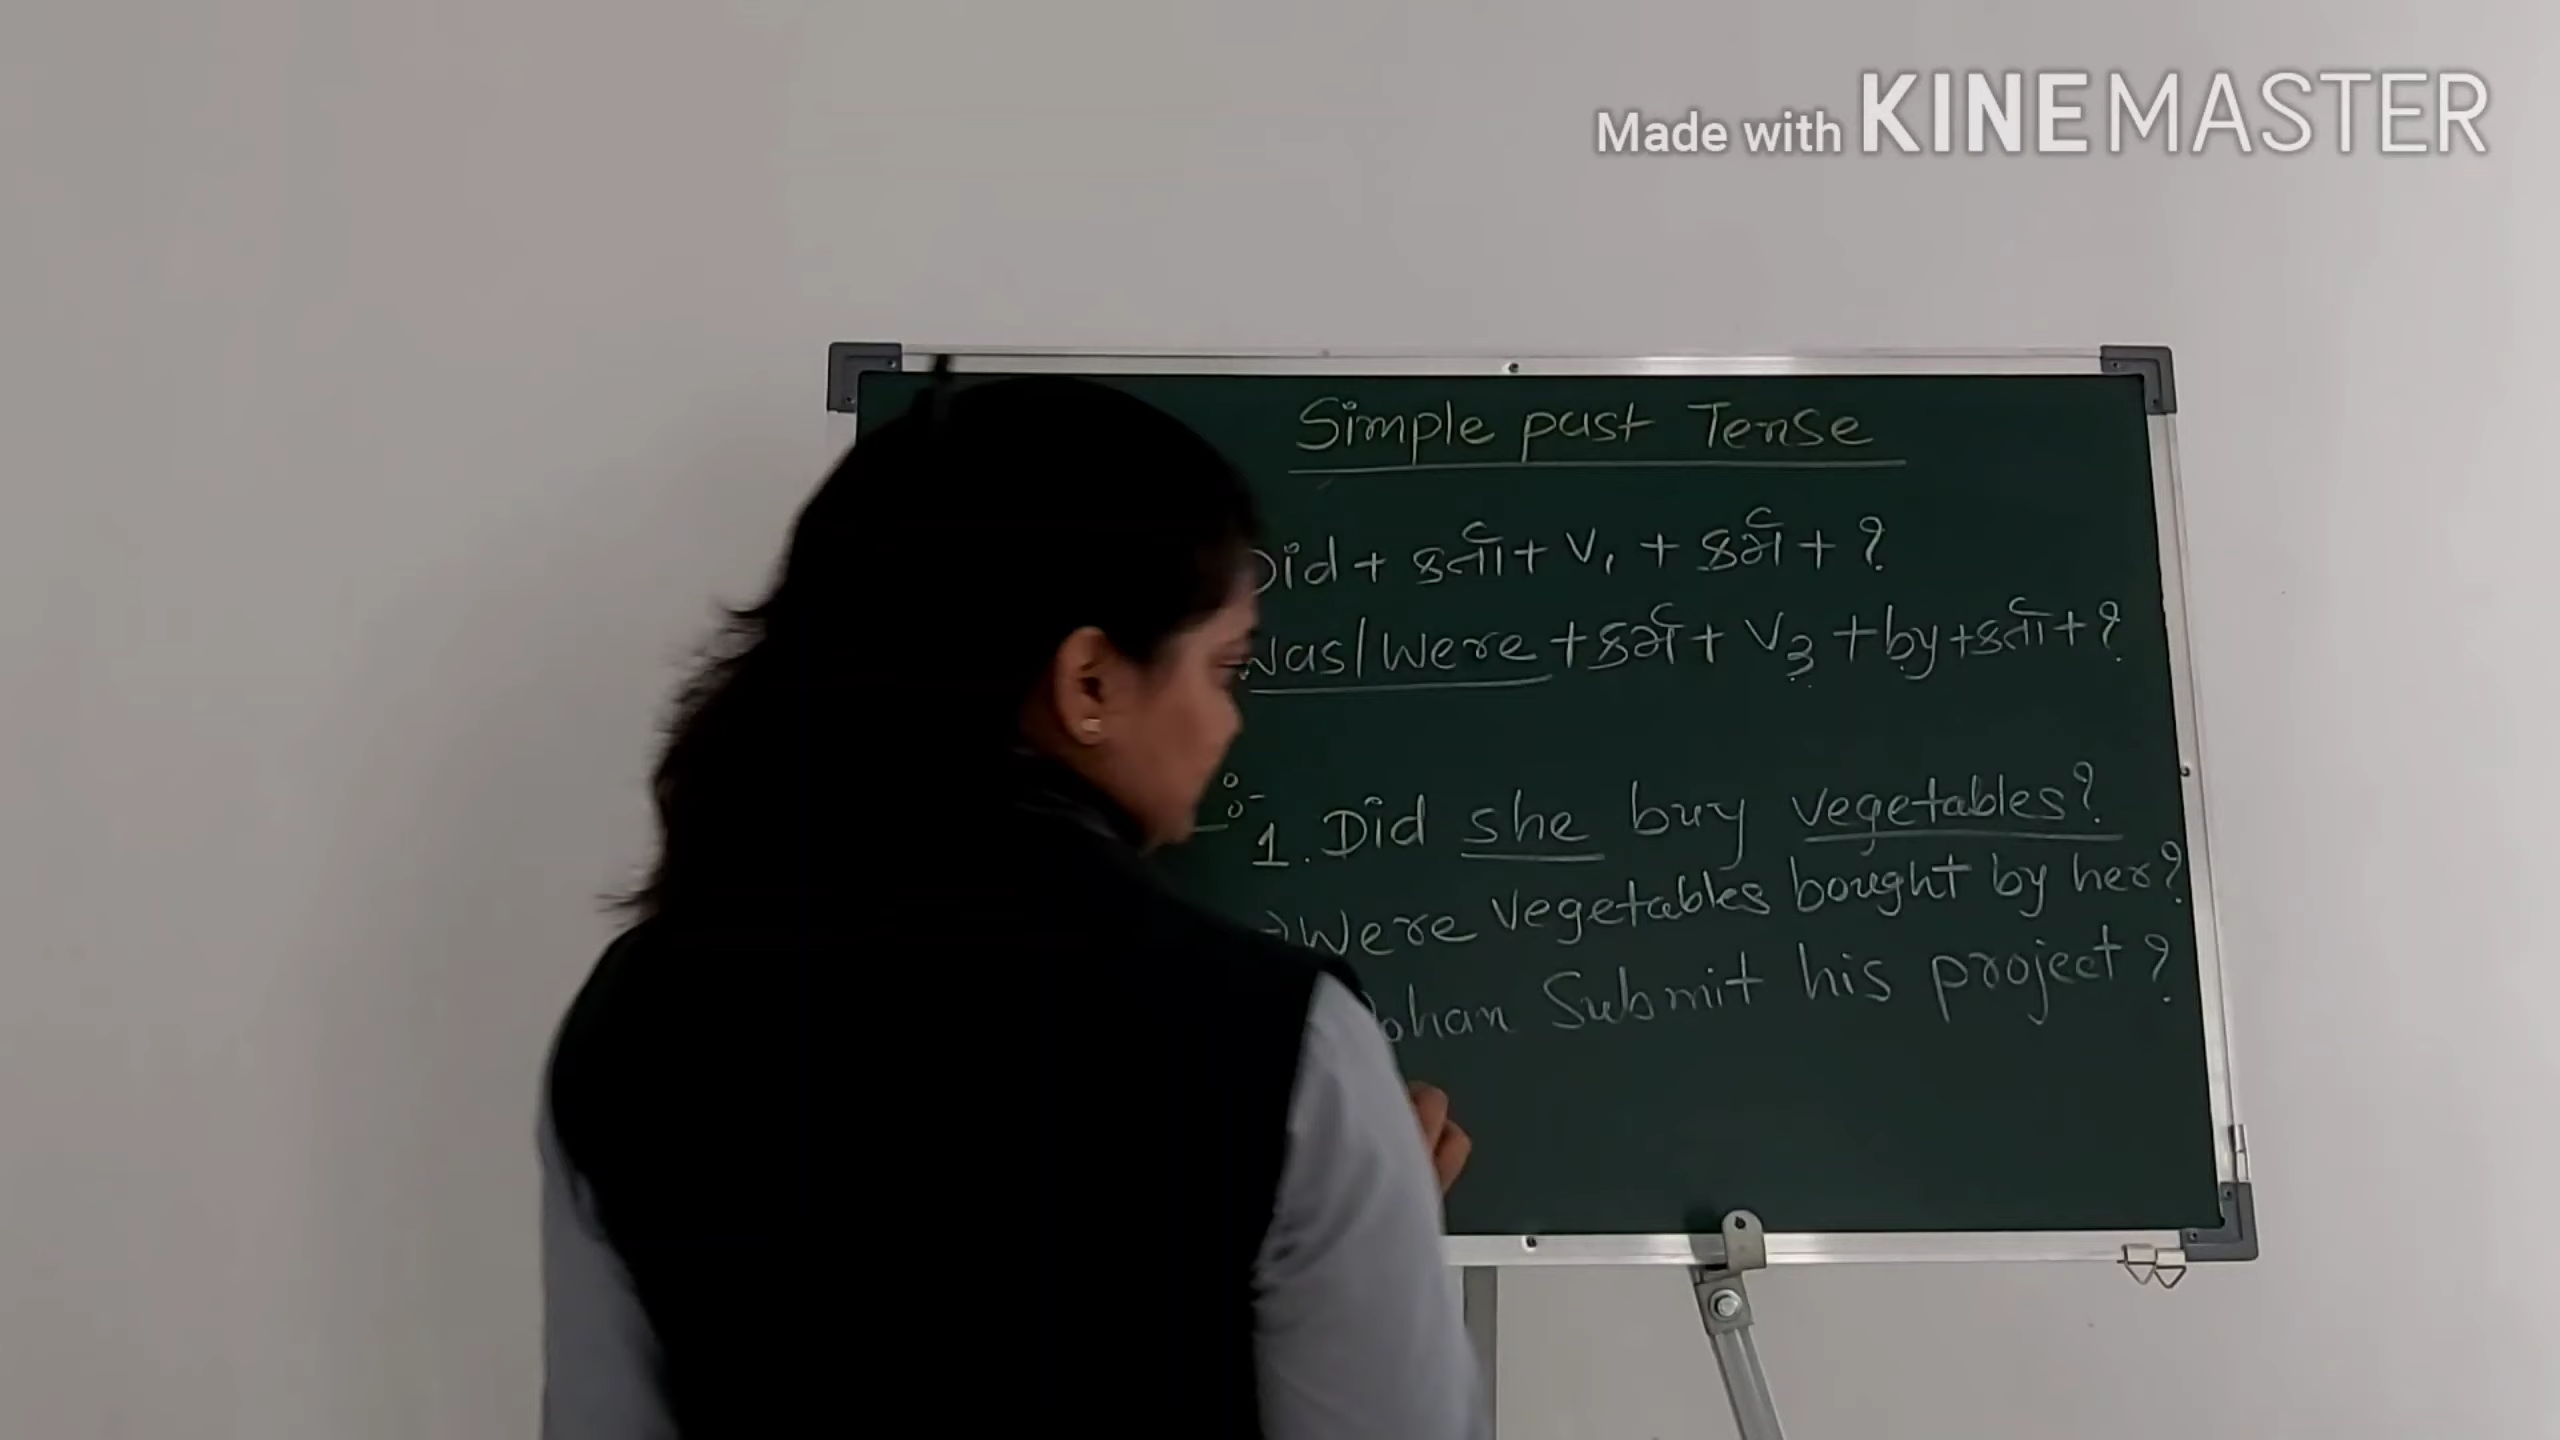 Made with KINEMASTER
Simple past Tense
Did + કર્તા + V₁ + કર્મ + ?
Was/Were + કર્મ + V3 + by + કર્તા + ?
1. Did she buy vegetables?
→ Were vegetables bought by her?
Submit his project?